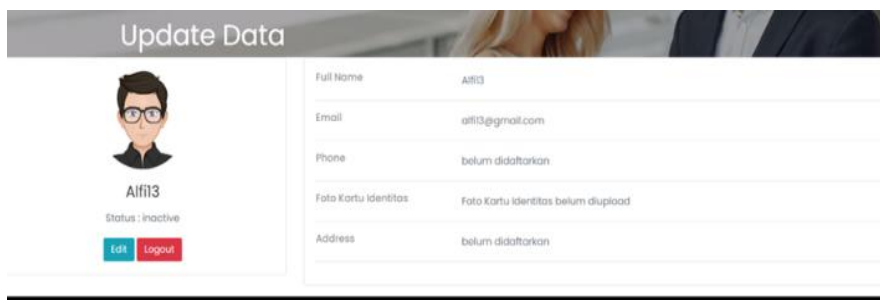 Update Data
Alfi13
Status : inactive
Edit Logout
Full Name Alfi13
Email alfi13@gmail.com
Phone belum didaftarkan
Foto Kartu Identitas Foto Kartu Identitas belum diupload
Address belum didaftarkan